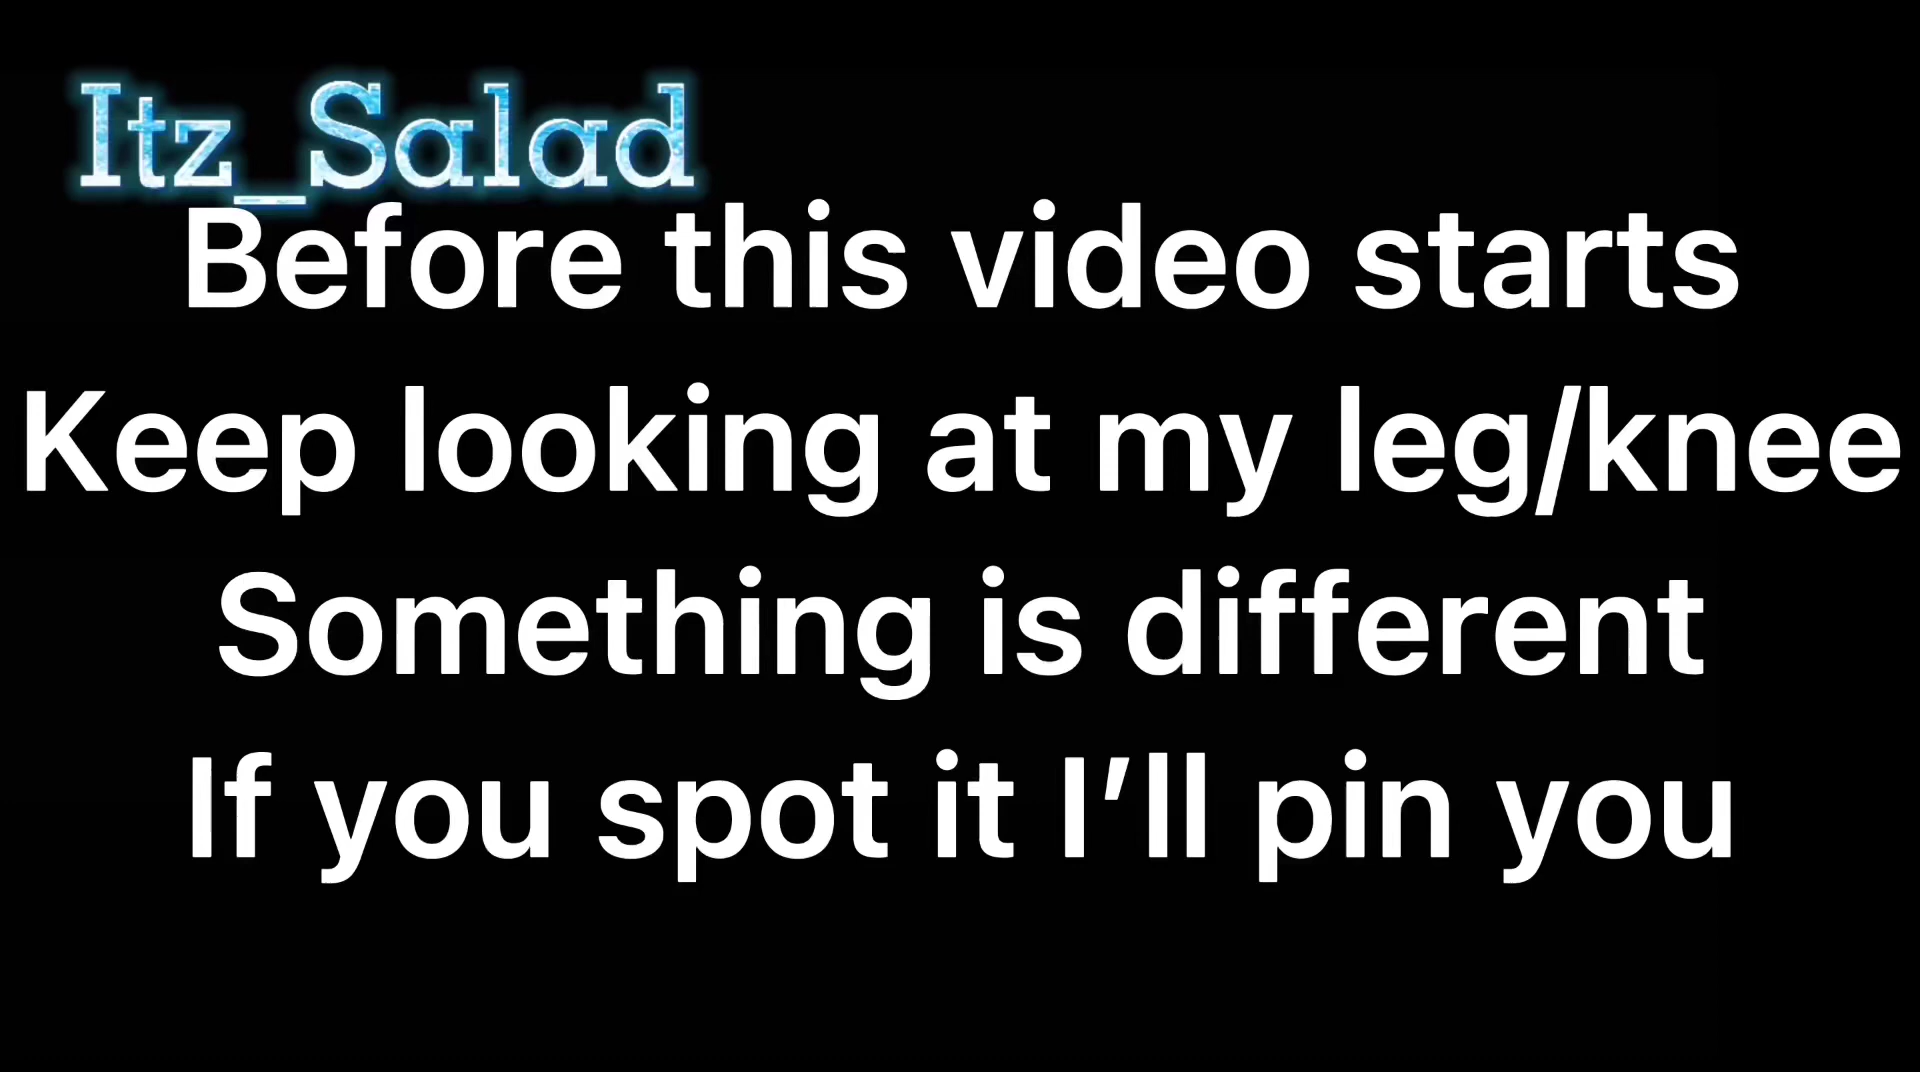 Itz_Salad
Before this video starts
Keep looking at my leg/knee
Something is different
If you spot it I’ll pin you